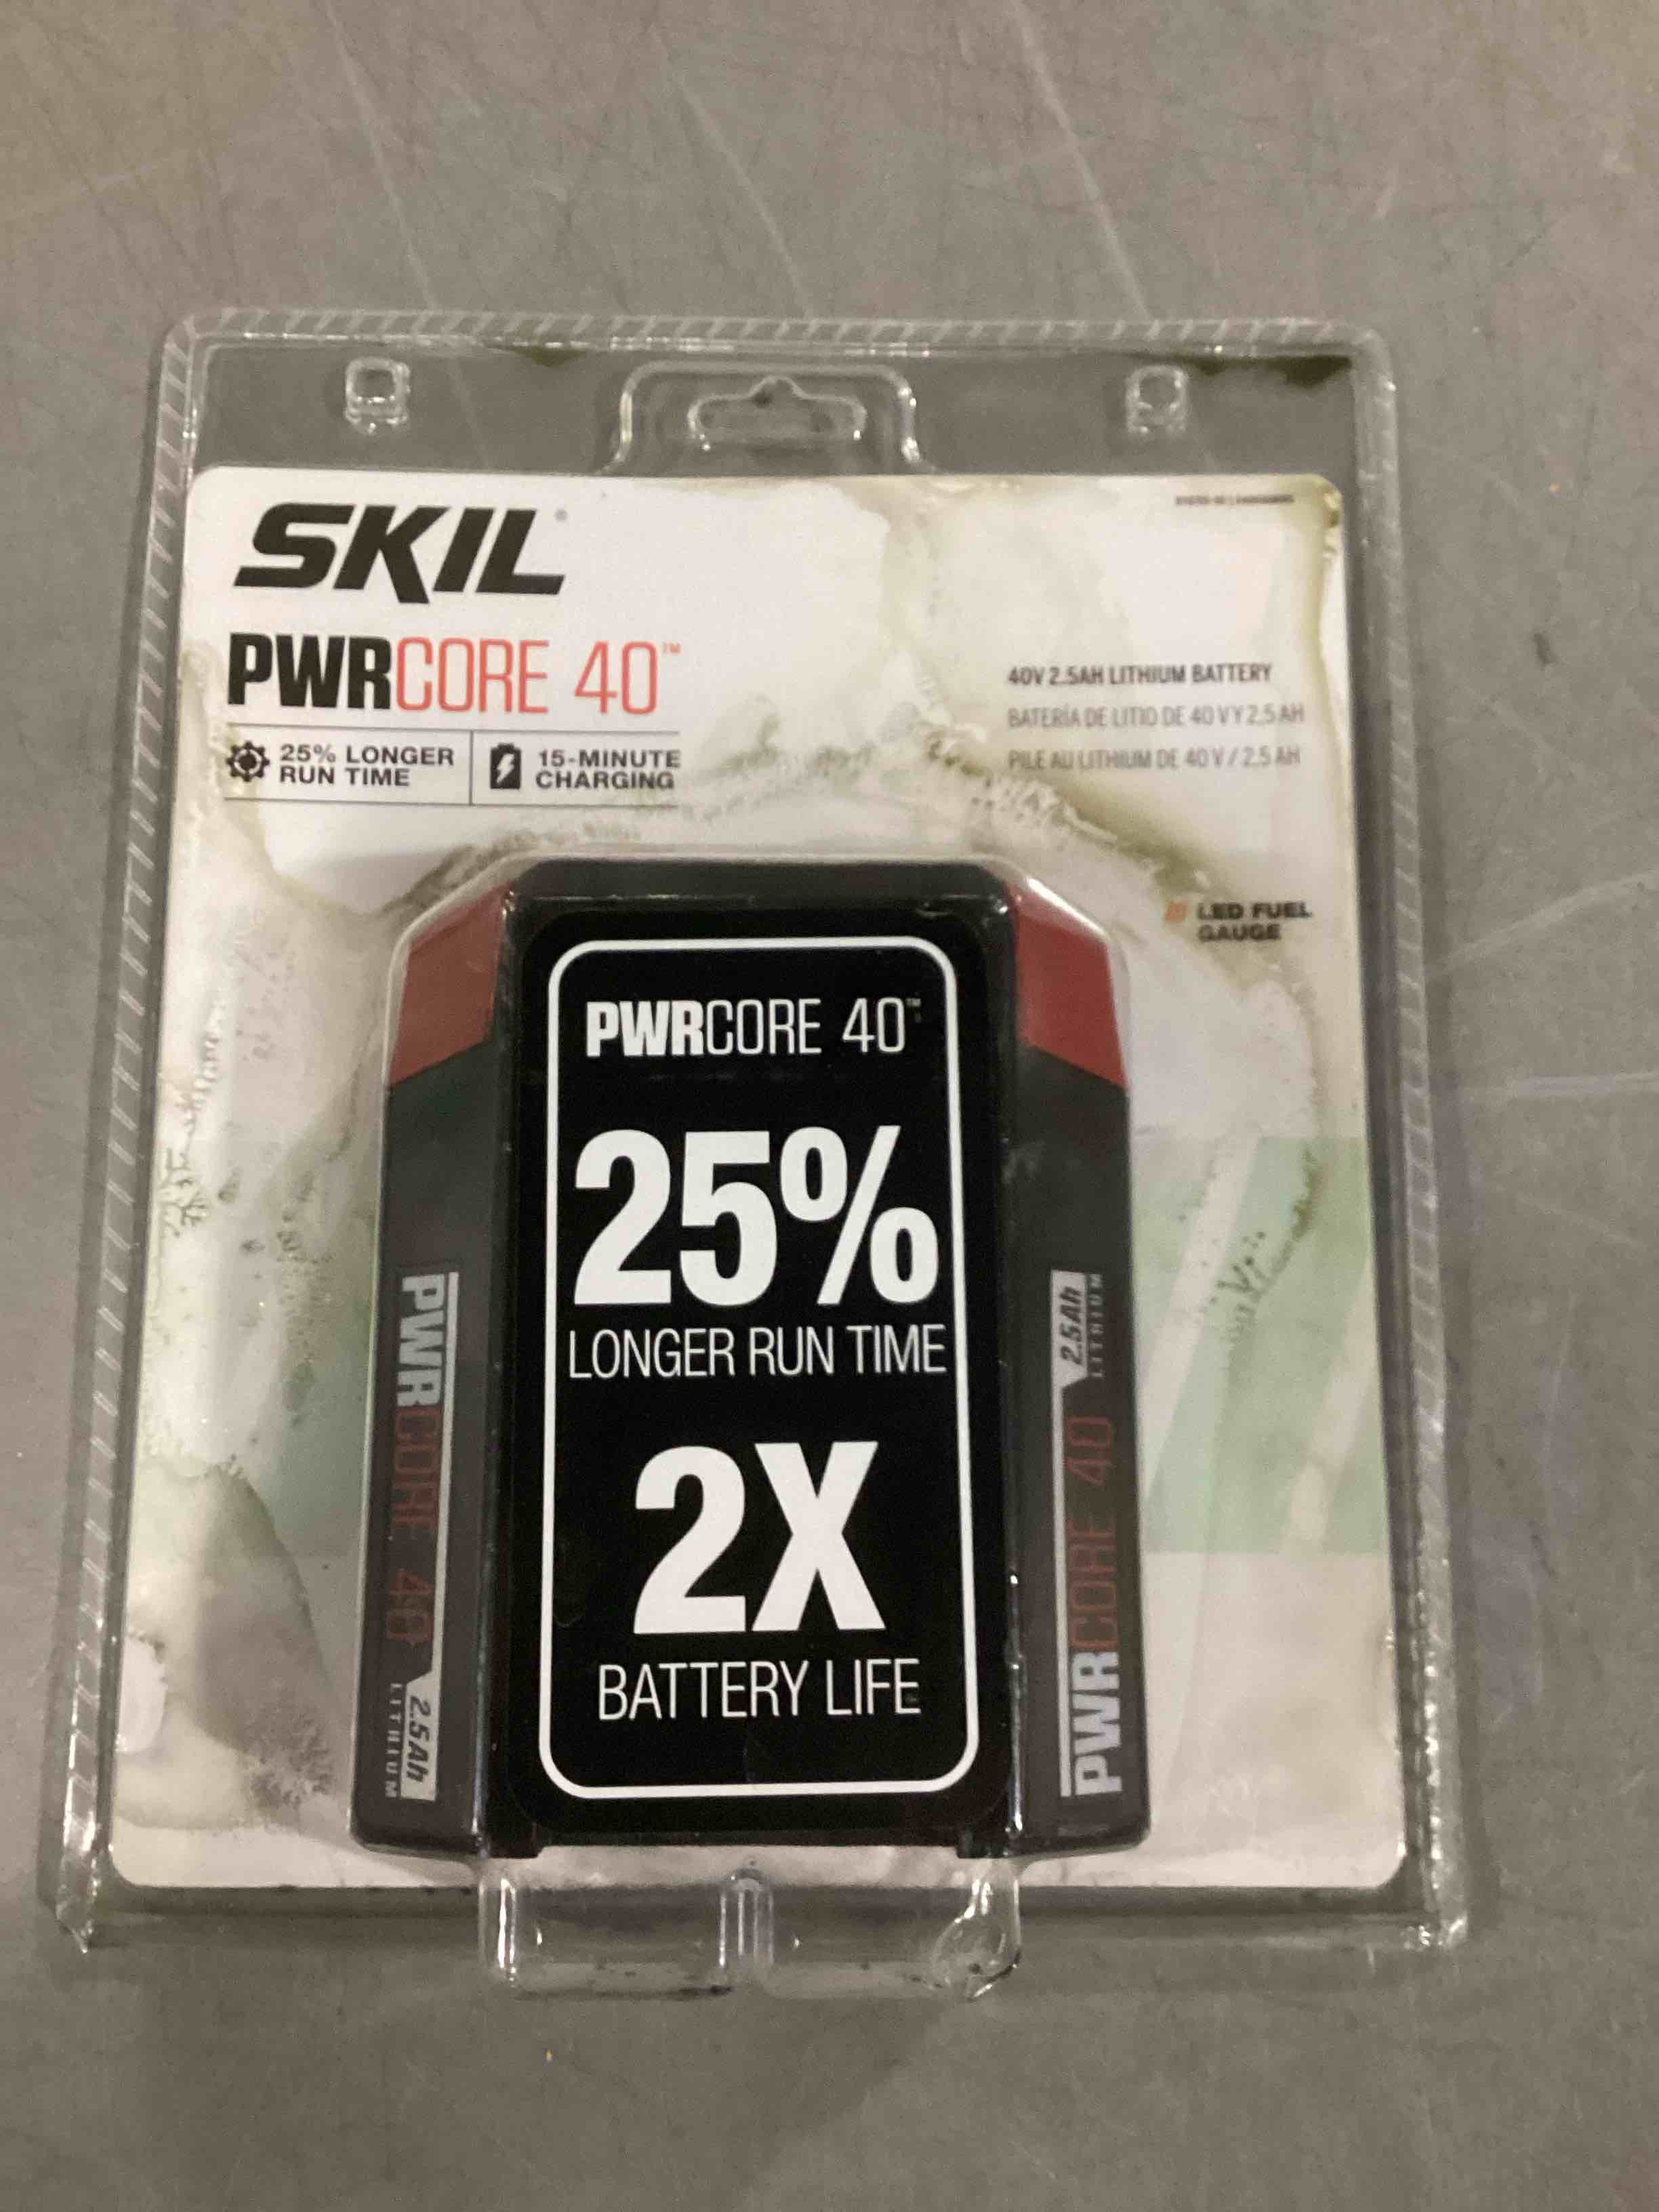 SKIL®
PWRCORE 40™
25% LONGER
RUN TIME
15-MINUTE
CHARGING
40V 2.5AH LITHIUM BATTERY
BATERÍA DE LITIO DE 40 V Y 2,5 AH
PILE AU LITHIUM DE 40 V / 2.5 AH
LED FUEL
GAUGE
PWRCORE 40™
25%
LONGER RUN TIME
2X
BATTERY LIFE
PWRCORE 40
2.5Ah
LITHIUM
PWRCORE 40
2.5Ah
LITHIUM